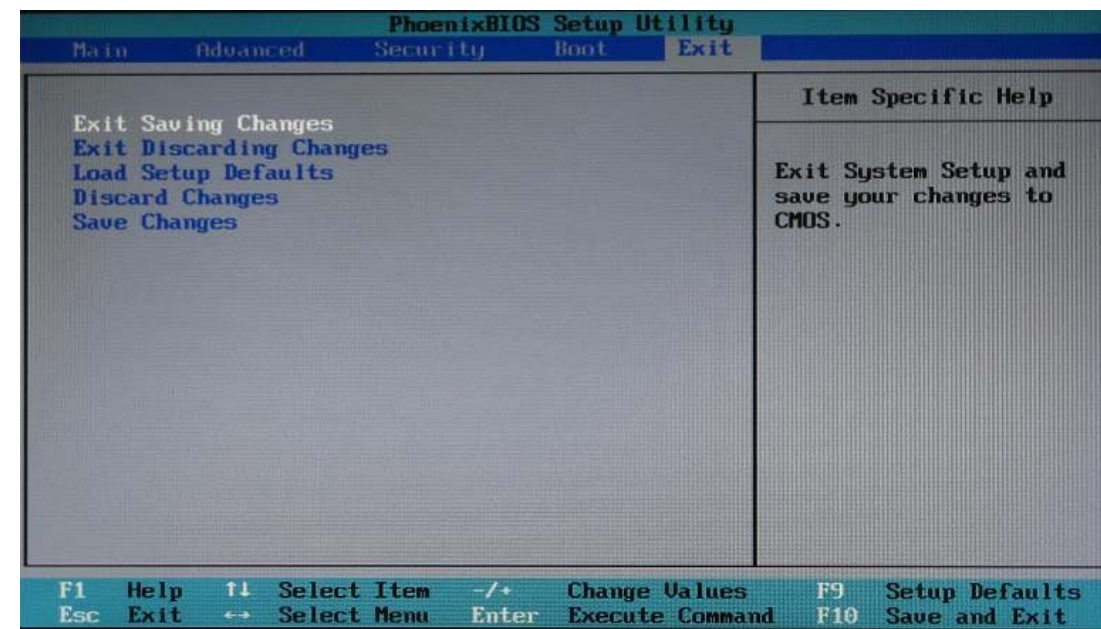 PhoenixBIOS Setup Utility
Main Advanced Security Boot Exit
Item Specific Help
Exit Saving Changes
Exit Discarding Changes
Load Setup Defaults
Discard Changes
Save Changes
Exit System Setup and
save your changes to
CMOS.
F1 Help ↑↓ Select Item -/+ Change Values F9 Setup Defaults
Esc Exit ↔ Select Menu Enter Execute Command F10 Save and Exit